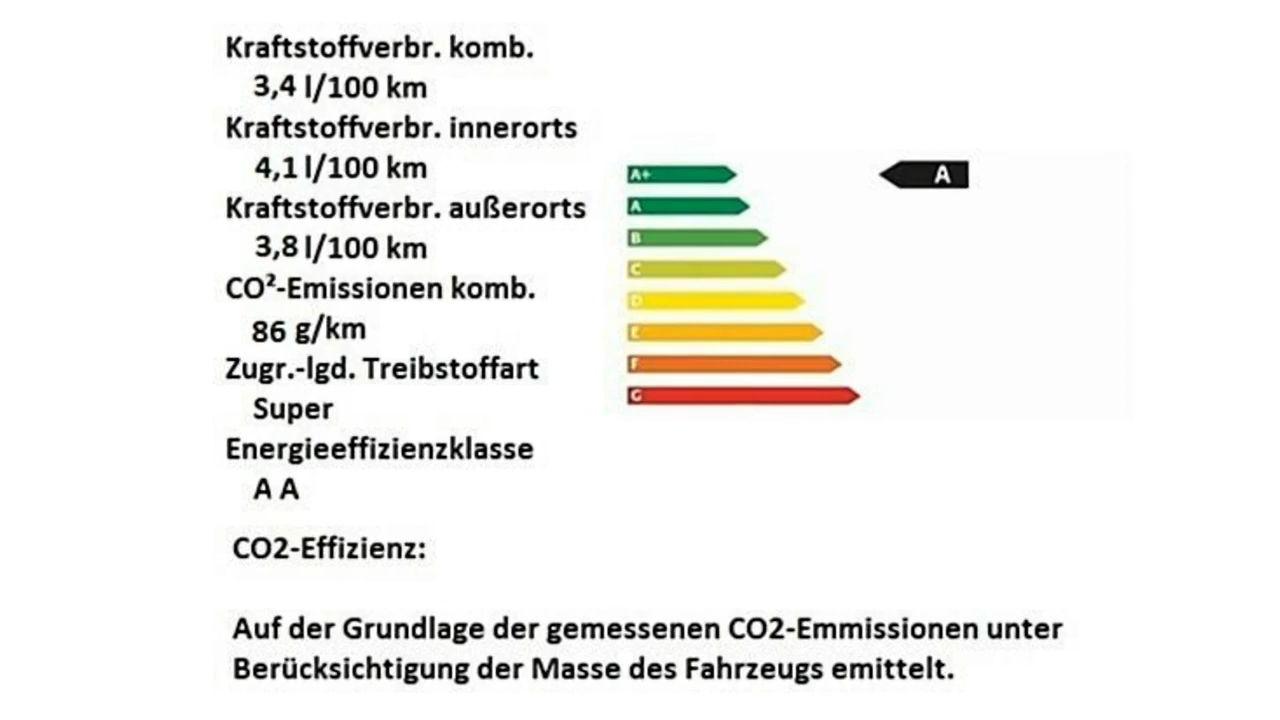 Kraftstoffverbr. komb.
3,4 l/100 km
Kraftstoffverbr. innerorts
4,1 l/100 km
Kraftstoffverbr. außerorts
3,8 l/100 km
CO²-Emissionen komb.
86 g/km
Zugr.-lgd. Treibstoffart
Super
Energieeffizienzklasse
A A
A+
A
A
B
C
D
E
F
G
CO2-Effizienz:
Auf der Grundlage der gemessenen CO2-Emmissionen unter
Berücksichtigung der Masse des Fahrzeugs emittelt.